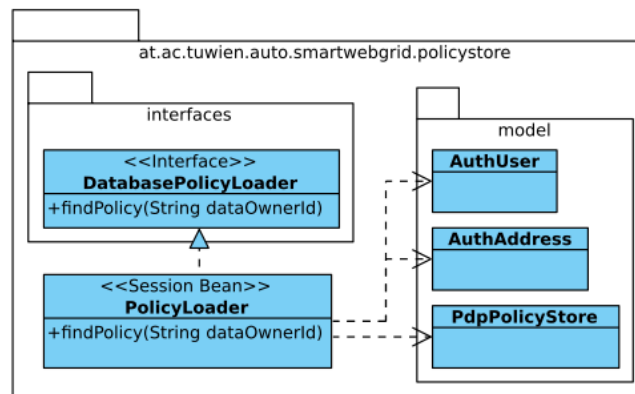 at.ac.tuwien.auto.smartwebgrid.policystore
interfaces
<<Interface>>
DatabasePolicyLoader
+findPolicy(String dataOwnerId)
<<Session Bean>>
PolicyLoader
+findPolicy(String dataOwnerId)
model
AuthUser
AuthAddress
PdpPolicyStore